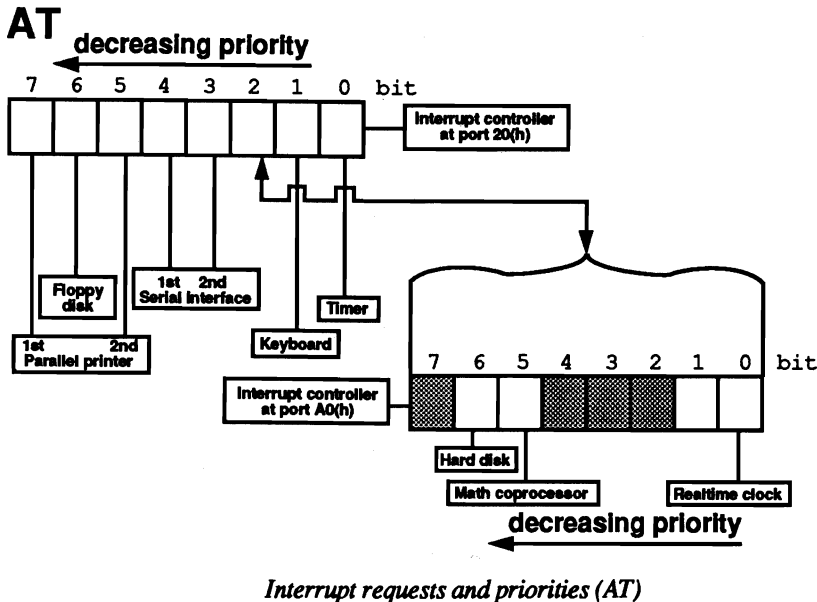 AT
decreasing priority
7 6 5 4 3 2 1 0 bit
Interrupt controller
at port 20(h)
1st 2nd
Serial Interface
Floppy
disk
Timer
Keyboard
1st 2nd
Parallel printer
7 6 5 4 3 2 1 0 bit
Interrupt controller
at port A0(h)
Hard disk
Math coprocessor
Realtime clock
decreasing priority
Interrupt requests and priorities (AT)